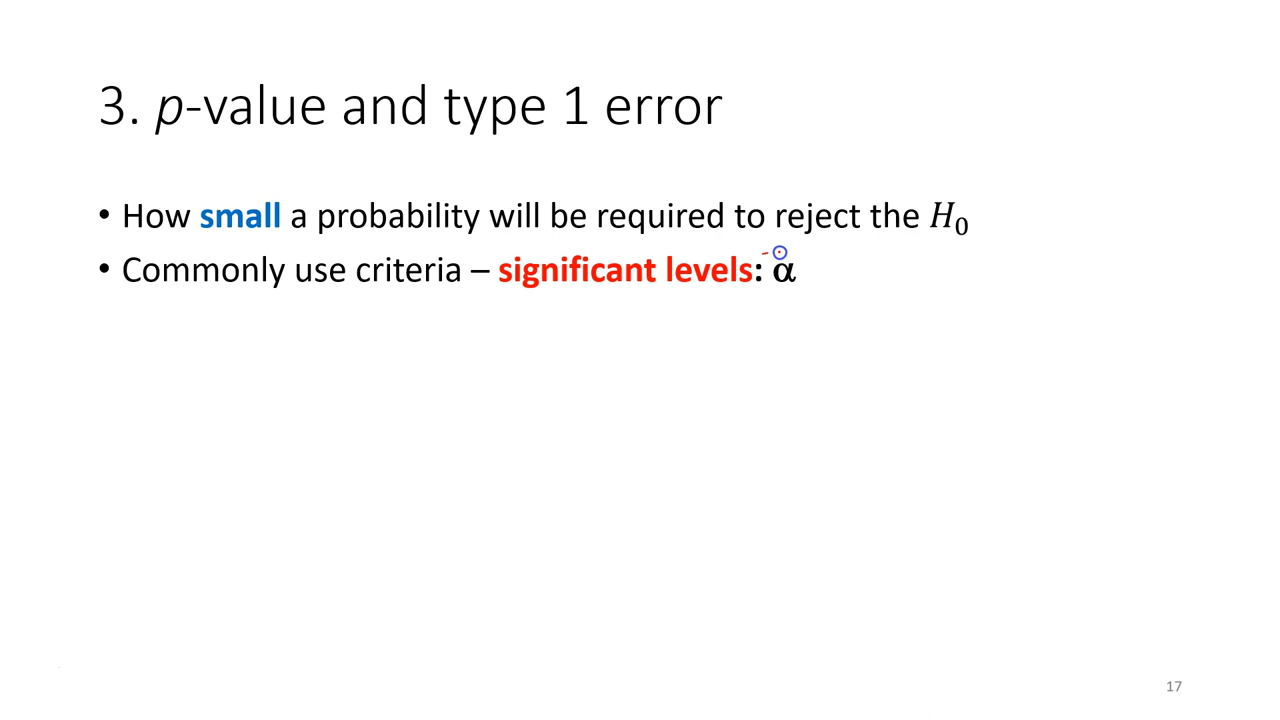 3. p-value and type 1 error
• How small a probability will be required to reject the H₀
• Commonly use criteria – significant levels: α
17